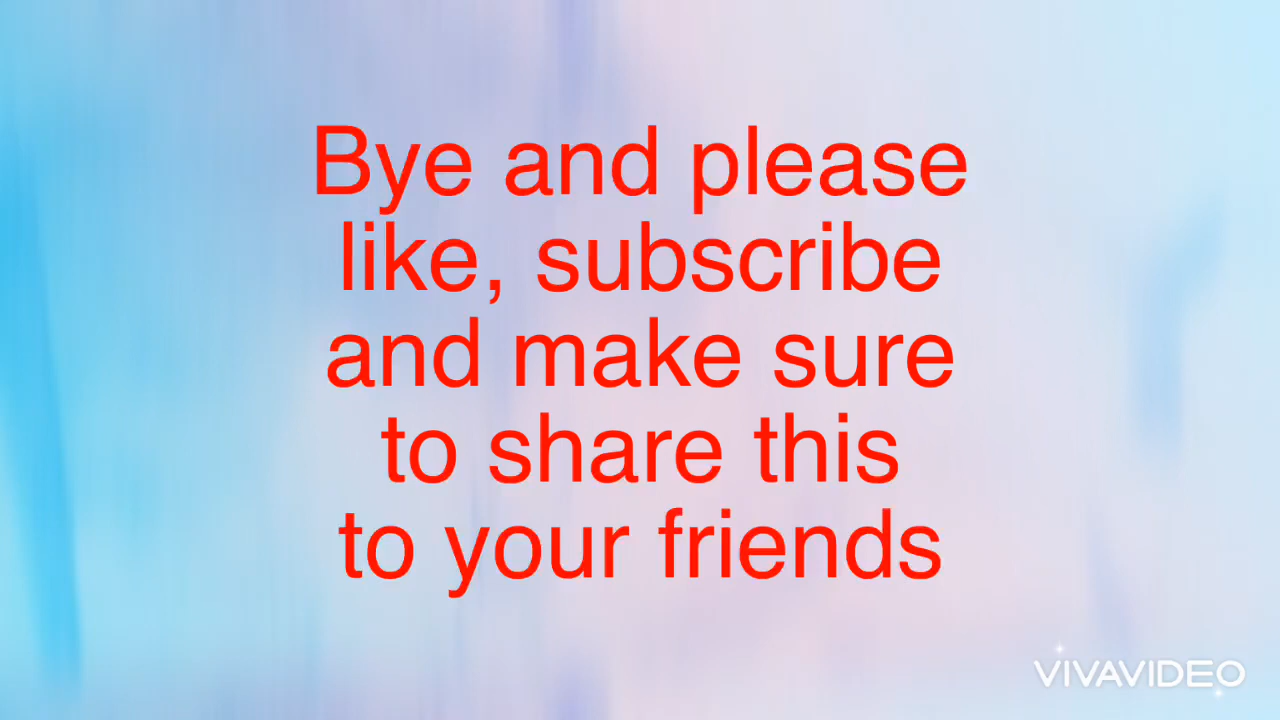 Bye and please
like, subscribe
and make sure
to share this
to your friends
VIVAVIDEO